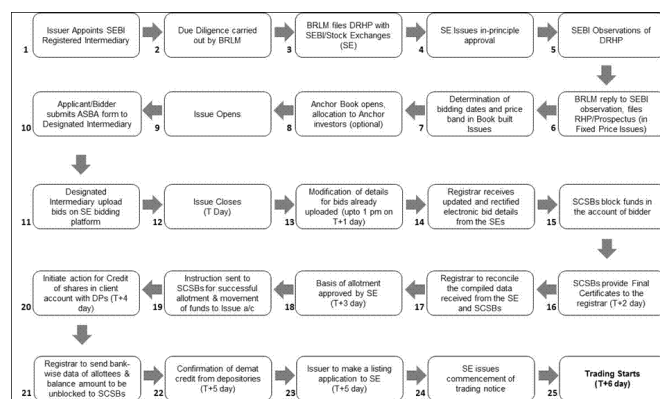 Issuer Appoints SEBI
Registered Intermediary
1
Due Diligence carried
out by BRLM
2
BRLM files DRHP with
SEBI/Stock Exchanges
(SE)
3
SE Issues in-principle
approval
4
SEBI Observations of
DRHP
5
BRLM reply to SEBI
observation, files
RHP/Prospectus (in
Fixed Price Issues)
6
Determination of
bidding dates and price
band in Book built
Issues
7
Anchor Book opens,
allocation to Anchor
investors (optional)
8
Issue Opens
9
Applicant/Bidder
submits ASBA form to
Designated Intermediary
10
Designated
Intermediary upload
bids on SE bidding
platform
11
Issue Closes
(T Day)
12
Modification of details
for bids already
uploaded (upto 1 pm on
T+1 day)
13
Registrar receives
updated and rectified
electronic bid details
from the SEs
14
SCSBs block funds in
the account of bidder
15
SCSBs provide Final
Certificates to the
registrar (T+2 day)
16
Registrar to reconcile
the compiled data
received from the SE
and SCSBs
17
Basis of allotment
approved by SE
(T+3 day)
18
Instruction sent to
SCSBs for successful
allotment & movement
of funds to Issue a/c
19
Initiate action for Credit
of shares in client
account with DPs (T+4
day)
20
Registrar to send bank-
wise data of allottees &
balance amount to be
unblocked to SCSBs
21
Confirmation of demat
credit from depositories
(T+5 day)
22
Issuer to make a listing
application to SE
(T+5 day)
23
SE issues
commencement of
trading notice
24
Trading Starts
(T+6 day)
25